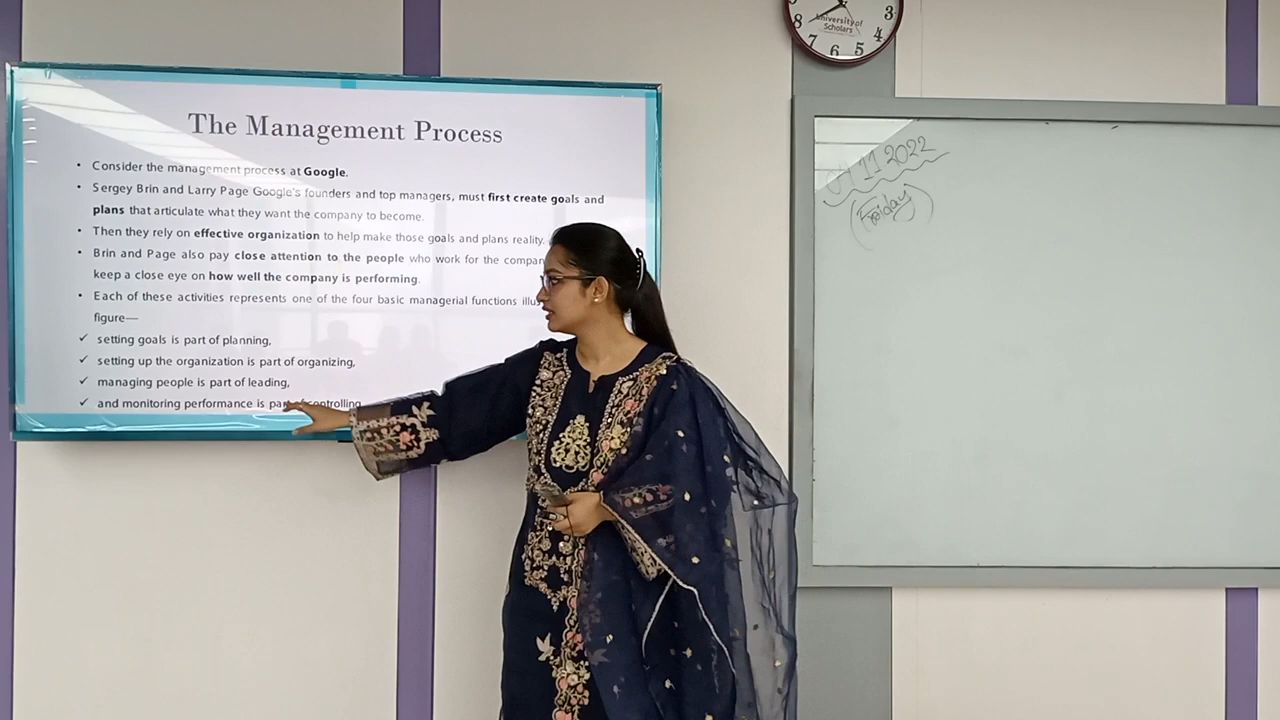 The Management Process
• Consider the management process at Google.
• Sergey Brin and Larry Page Google's founders and top managers, must first create goals and
plans that articulate what they want the company to become.
• Then they rely on effective organization to help make those goals and plans reality.
• Brin and Page also pay close attention to the people who work for the
keep a close eye on how well the company is performing.
• Each of these activities represents one of the four basic managerial functions
figure—
✓ setting goals is part of planning,
✓ setting up the organization is part of organizing,
✓ managing people is part of leading,
✓ and monitoring performance is part of controlling
8 7 6 5 4 3
University of
Scholars
11 2022
(Friday)